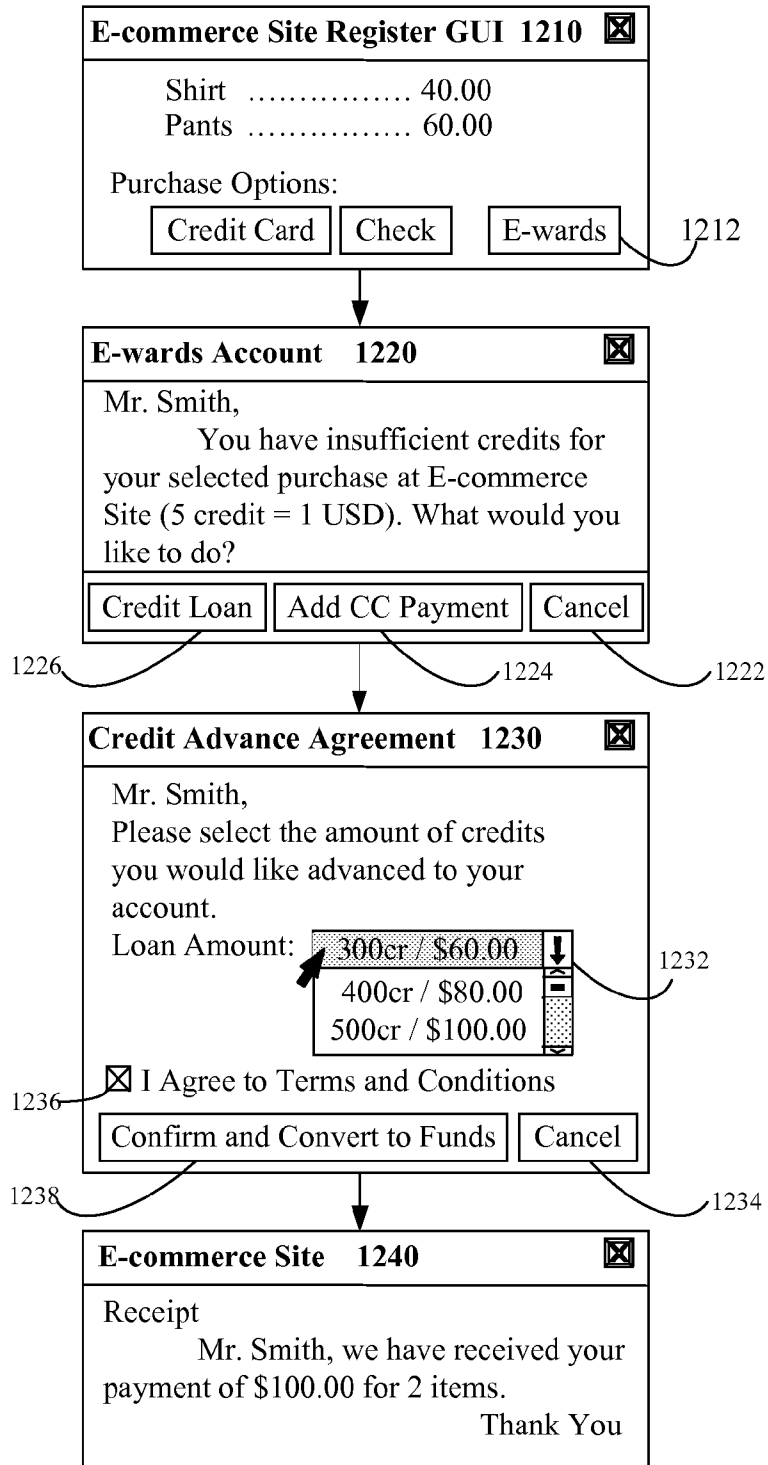 E-commerce Site Register GUI 1210
Shirt ................ 40.00
Pants ................ 60.00
Purchase Options:
Credit Card Check E-wards 1212
E-wards Account 1220
Mr. Smith,
You have insufficient credits for
your selected purchase at E-commerce
Site (5 credit = 1 USD). What would you
like to do?
Credit Loan Add CC Payment Cancel
1226 1224 1222
Credit Advance Agreement 1230
Mr. Smith,
Please select the amount of credits
you would like advanced to your
account.
Loan Amount: 300cr / $60.00
1232
400cr / $80.00
500cr / $100.00
I Agree to Terms and Conditions
1236
Confirm and Convert to Funds Cancel
1238 1234
E-commerce Site 1240
Receipt
Mr. Smith, we have received your
payment of $100.00 for 2 items.
Thank You